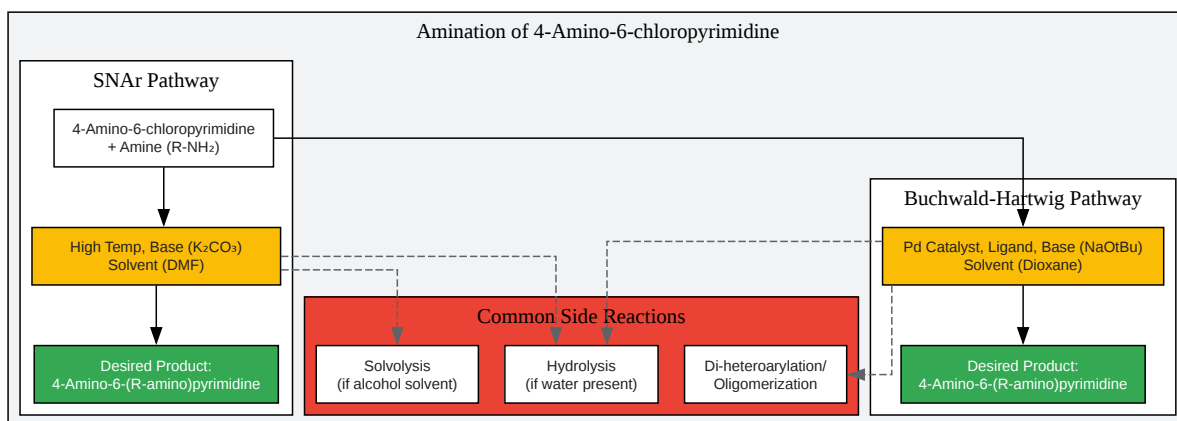 Amination of 4-Amino-6-chloropyrimidine
SNAr Pathway
4-Amino-6-chloropyrimidine
+ Amine (R-NH₂)
High Temp, Base (K₂CO₃)
Solvent (DMF)
Desired Product:
4-Amino-6-(R-amino)pyrimidine
Common Side Reactions
Solvolysis
(if alcohol solvent)
Hydrolysis
(if water present)
Di-heteroarylation/
Oligomerization
Buchwald-Hartwig Pathway
Pd Catalyst, Ligand, Base (NaOtBu)
Solvent (Dioxane)
Desired Product:
4-Amino-6-(R-amino)pyrimidine